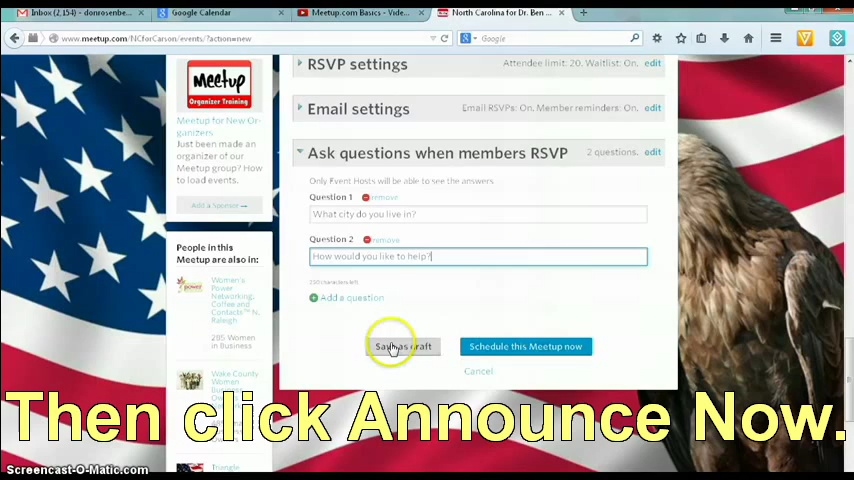 Inbox (2,154) - donrosenbe...
Google Calendar
Meetup.com Basics - Vide...
North Carolina for Dr. Ben ...
www.meetup.com/NCforCarson/events/?action=new
Google
Meetup
Organizer Training
Meetup for New Or-
ganizers
Just been made an
organizer of our
Meetup group? How
to load events.
Add a Sponsor →
People in this
Meetup are also in:
Women's
Power
Networking;
Coffee and
Contacts™ N.
Raleigh
285 Women
in Business
Wake County
Women
Triangle
RSVP settings
Attendee limit: 20. Waitlist: On. edit
Email settings
Email RSVPs: On, Member reminders: On. edit
Ask questions when members RSVP
2 questions. edit
Only Event Hosts will be able to see the answers
Question 1 remove
What city do you live in?
Question 2 remove
How would you like to help?
230 characters left
Add a question
Save as draft
Schedule this Meetup now
Cancel
Then click Announce Now.
Screencast-O-Matic.com